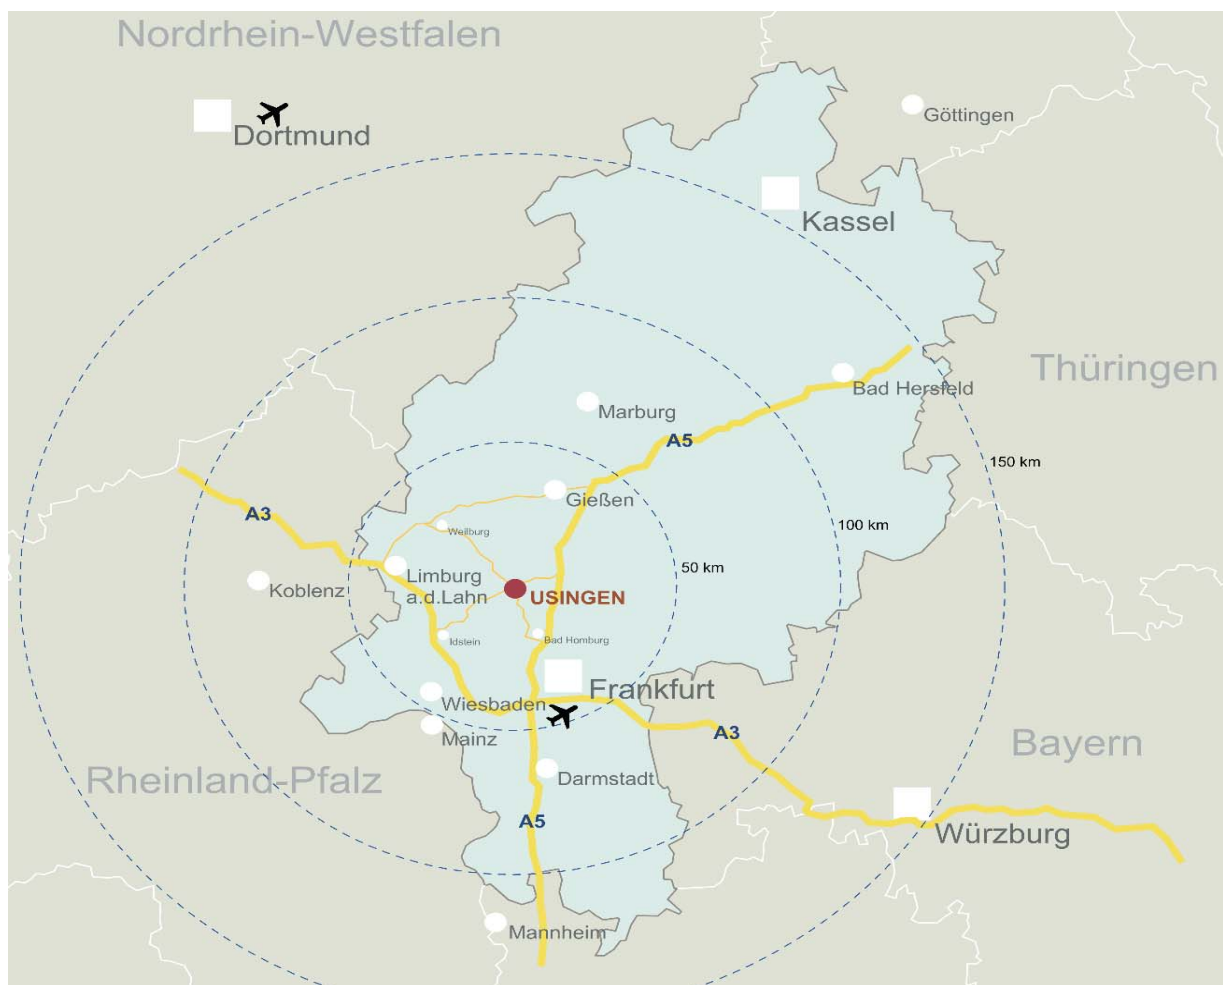 Nordrhein-Westfalen
Göttingen
Dortmund
Kassel
Thüringen
Bad Hersfeld
Marburg
A5
150 km
Gießen
A3
100 km
Weilburg
50 km
Limburg
a.d.Lahn
Koblenz
USINGEN
Idstein
Bad Homburg
Frankfurt
Wiesbaden
Mainz
A3
Bayern
Rheinland-Pfalz
Darmstadt
A5
Würzburg
Mannheim